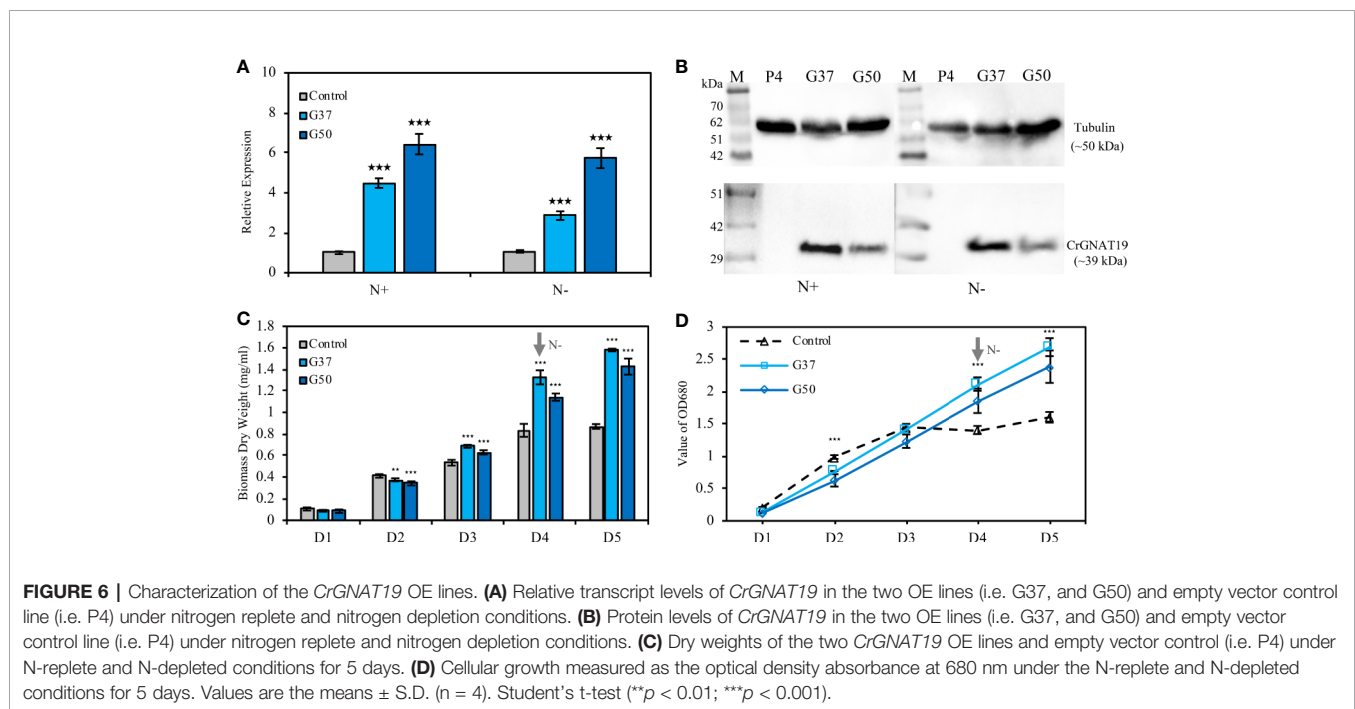 A
Reletive Expression
10
8
6
4
2
0
Control
G37
G50
★★★
★★★
★★★
★★★
N+
N-
B
kDa
M P4 G37 G50 M P4 G37 G50
70
62
51
42
Tubulin
(~50 kDa)
51
42
29
CrGNAT19
(~39 kDa)
N+
N-
C
Biomass Dry Weight (mg/ml)
1.8
1.6
1.4
1.2
1
0.8
0.6
0.4
0.2
0
Control
G37
G50
N-
** ***
*** ***
*** ***
*** ***
D1 D2 D3 D4 D5
D
Value of OD680
3
2.5
2
1.5
1
0.5
0
Control
G37
G50
N-
***
***
***
D1 D2 D3 D4 D5
FIGURE 6 | Characterization of the CrGNAT19 OE lines. (A) Relative transcript levels of CrGNAT19 in the two OE lines (i.e. G37, and G50) and empty vector control
line (i.e. P4) under nitrogen replete and nitrogen depletion conditions. (B) Protein levels of CrGNAT19 in the two OE lines (i.e. G37, and G50) and empty vector
control line (i.e. P4) under nitrogen replete and nitrogen depletion conditions. (C) Dry weights of the two CrGNAT19 OE lines and empty vector control (i.e. P4) under
N-replete and N-depleted conditions for 5 days. (D) Cellular growth measured as the optical density absorbance at 680 nm under the N-replete and N-depleted
conditions for 5 days. Values are the means ± S.D. (n = 4). Student’s t-test (**p < 0.01; ***p < 0.001).